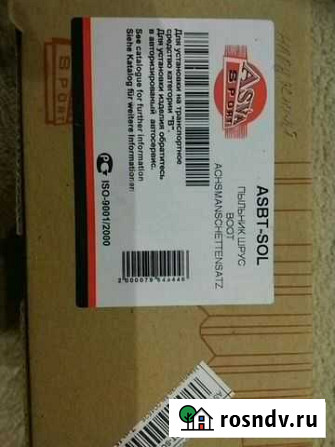 ASVA
SPORT
ASBT-SOL
ПЫЛЬНИК ШРУС
BOOT
ACHSMANSCHETTENSATZ
Для установки на транспортное
средство категории "В".
Для установки изделия обратитесь
в авторизированный автосервис.
See catalogue for further information
Siehe Katalog für weitere Informationen
ISO-9001/2000
rosndv.ru